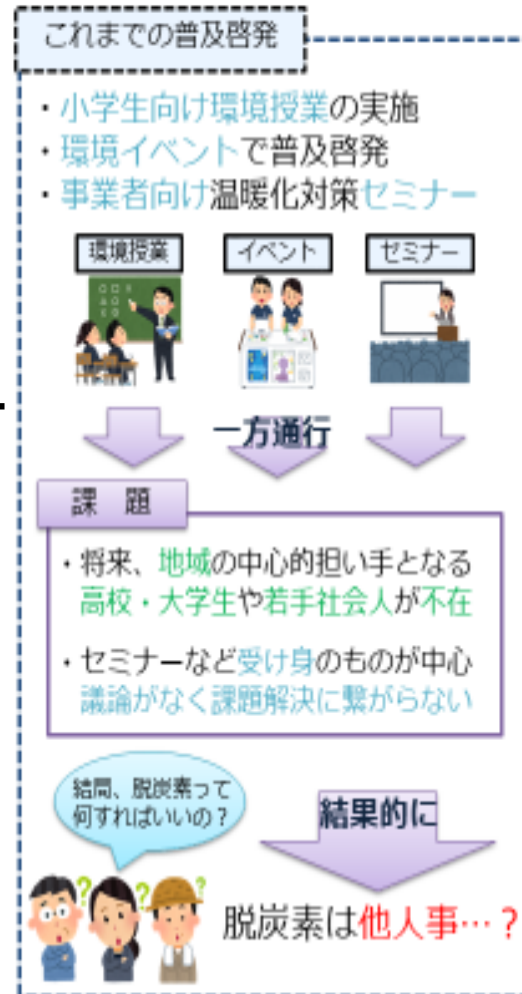 これまでの普及啓発
・小学生向け環境授業の実施
・環境イベントで普及啓発
・事業者向け温暖化対策セミナー
環境授業 イベント セミナー
一方通行
課 題
・将来、地域の中心的担い手となる
高校・大学生や若手社会人が不在
・セミナーなど受け身のものが中心
議論がなく課題解決に繋がらない
結局、脱炭素って
何すればいいの？
結果的に
脱炭素は他人事…？